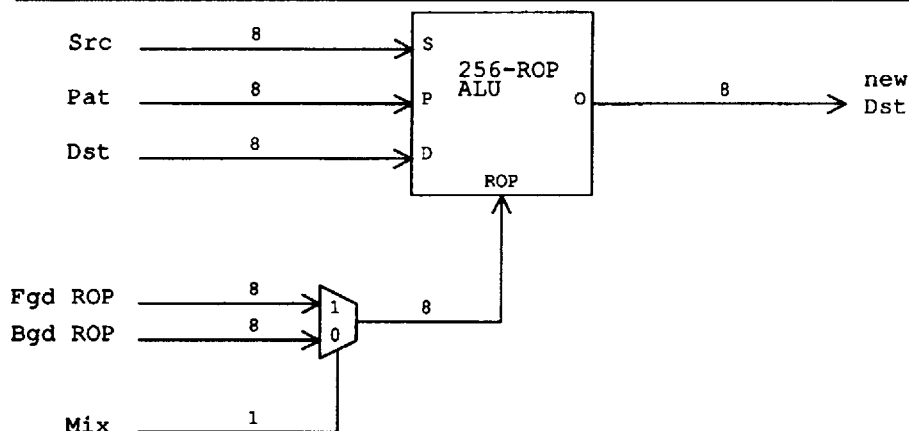 Src 8 S
256-ROP
ALU
Pat 8 P O 8 new
Dst
Dst 8 D
ROP
Fgd ROP 8 1
8
Bgd ROP 8 0
Mix 1